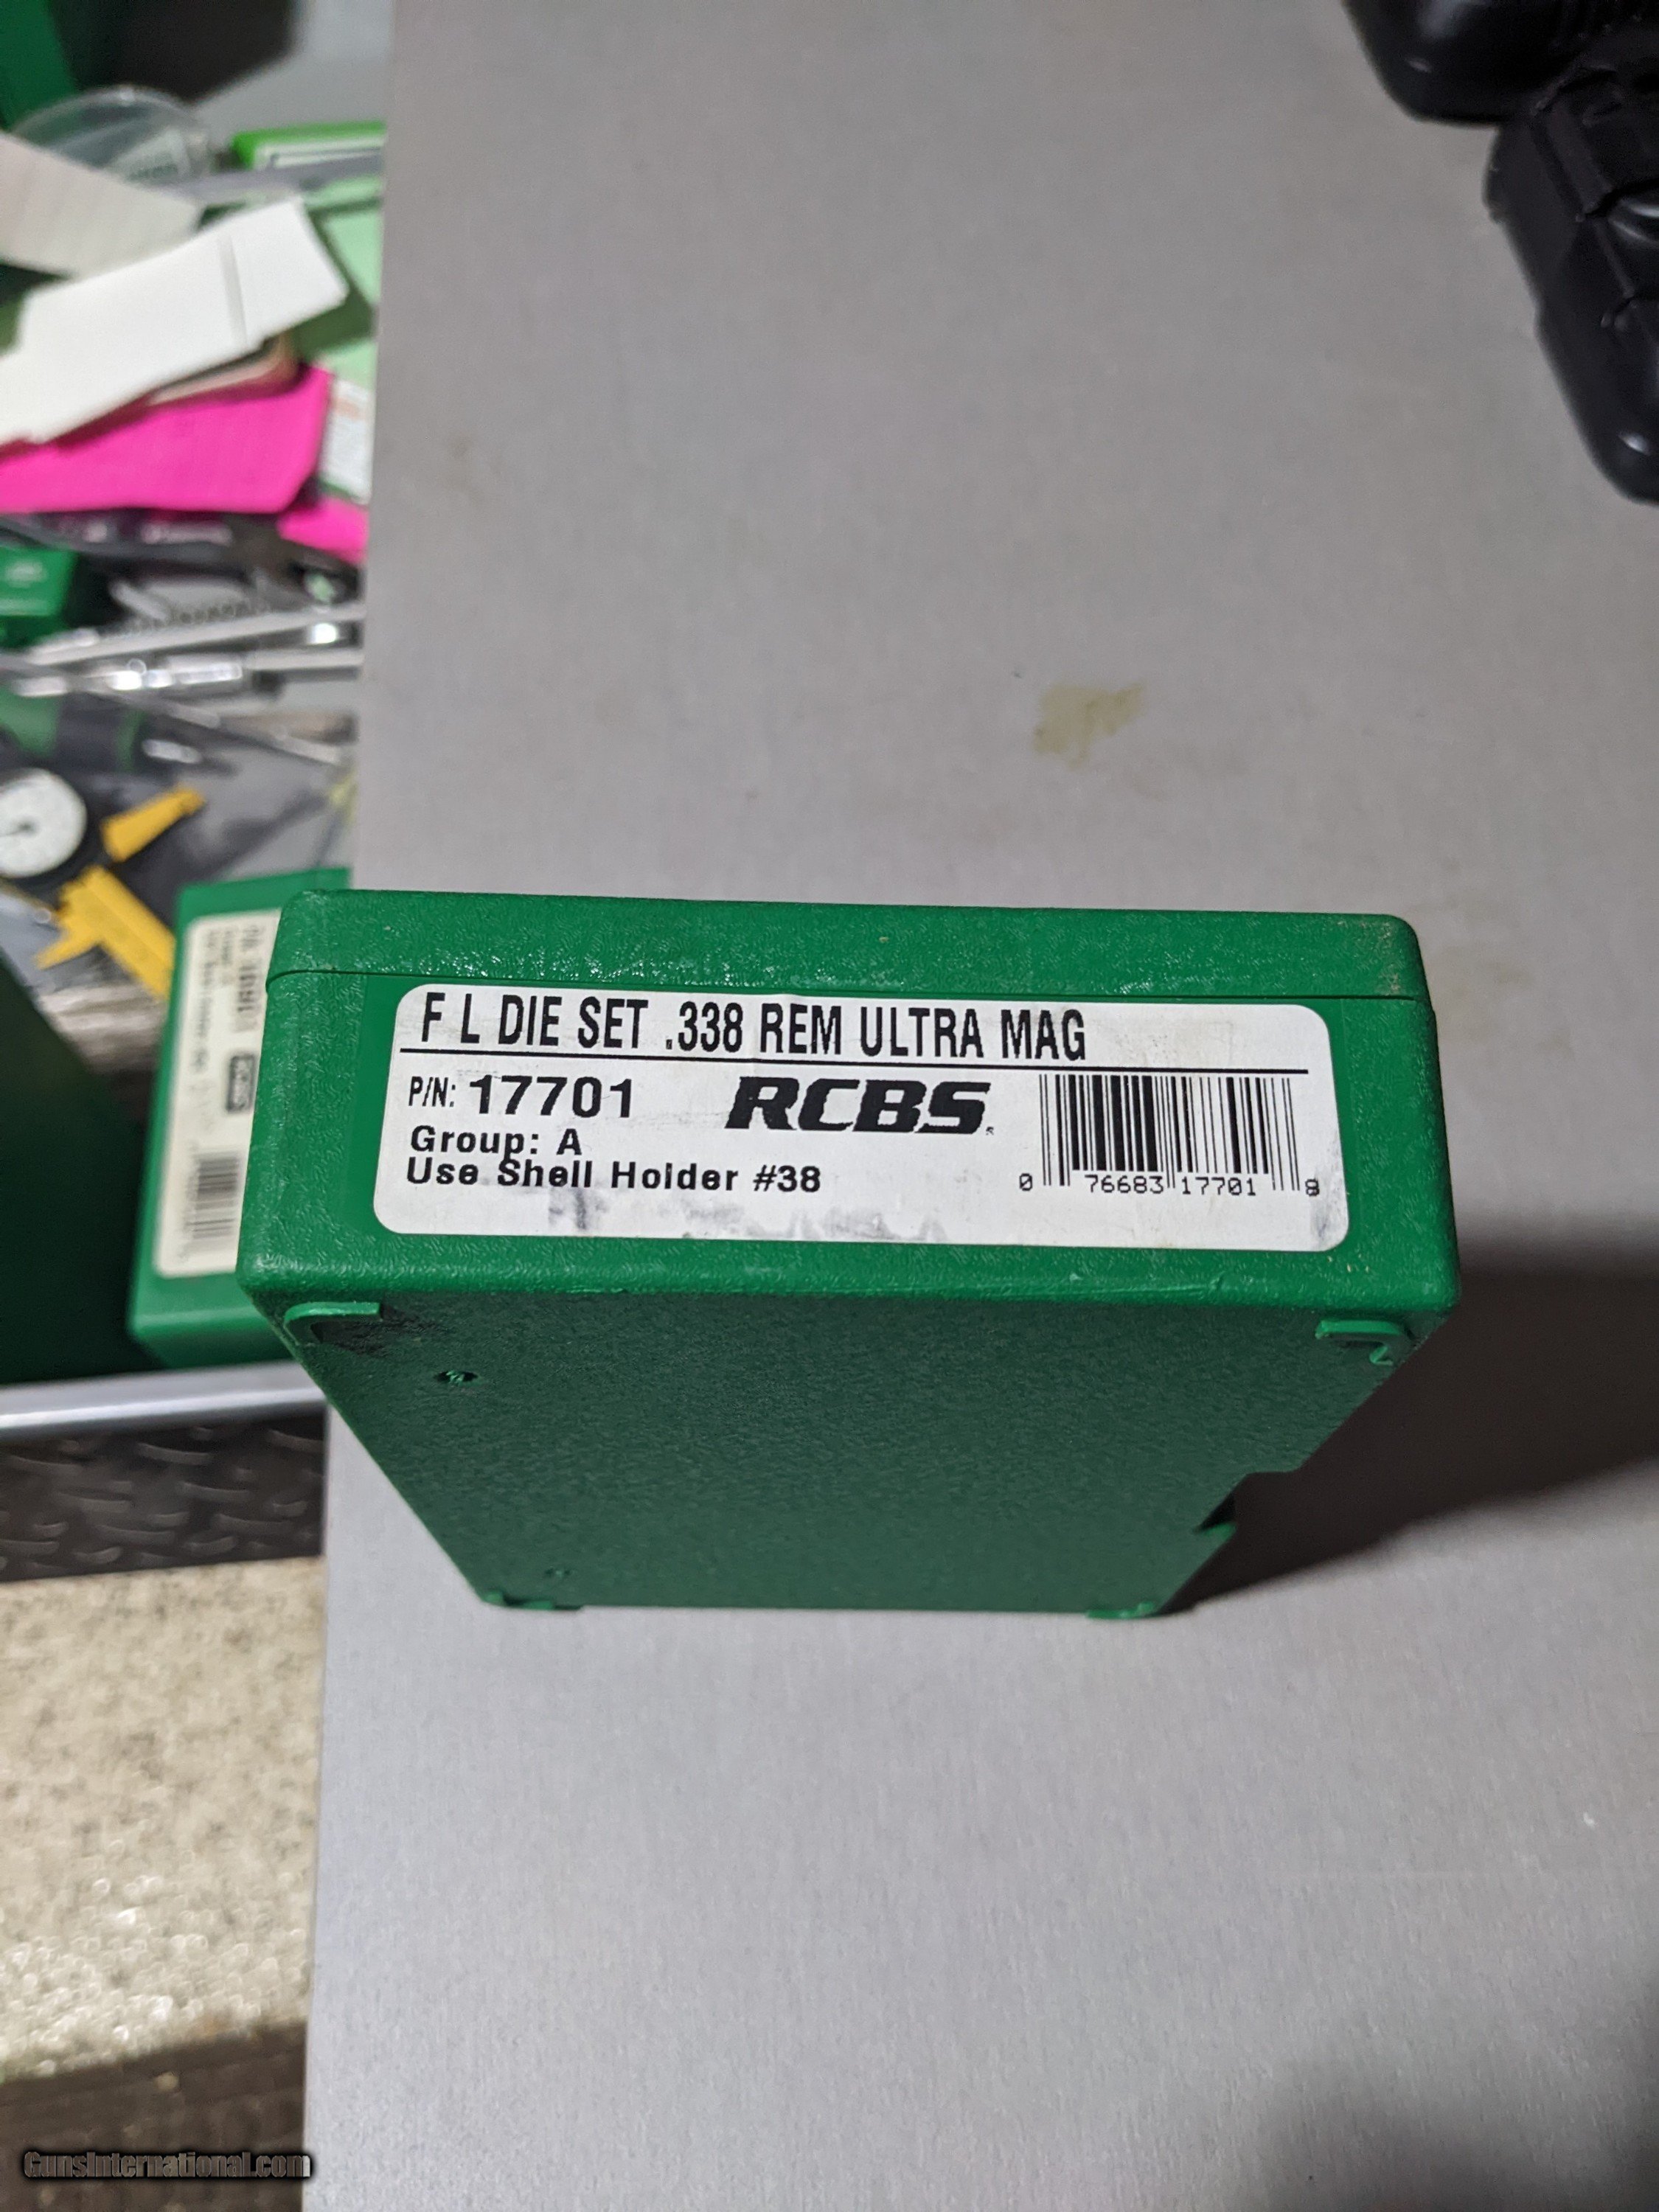 F L DIE SET .338 REM ULTRA MAG
P/N: 17701
RCBS
Group: A
Use Shell Holder #38
0 76683 17701 8
RCBS
GunsInternational.com